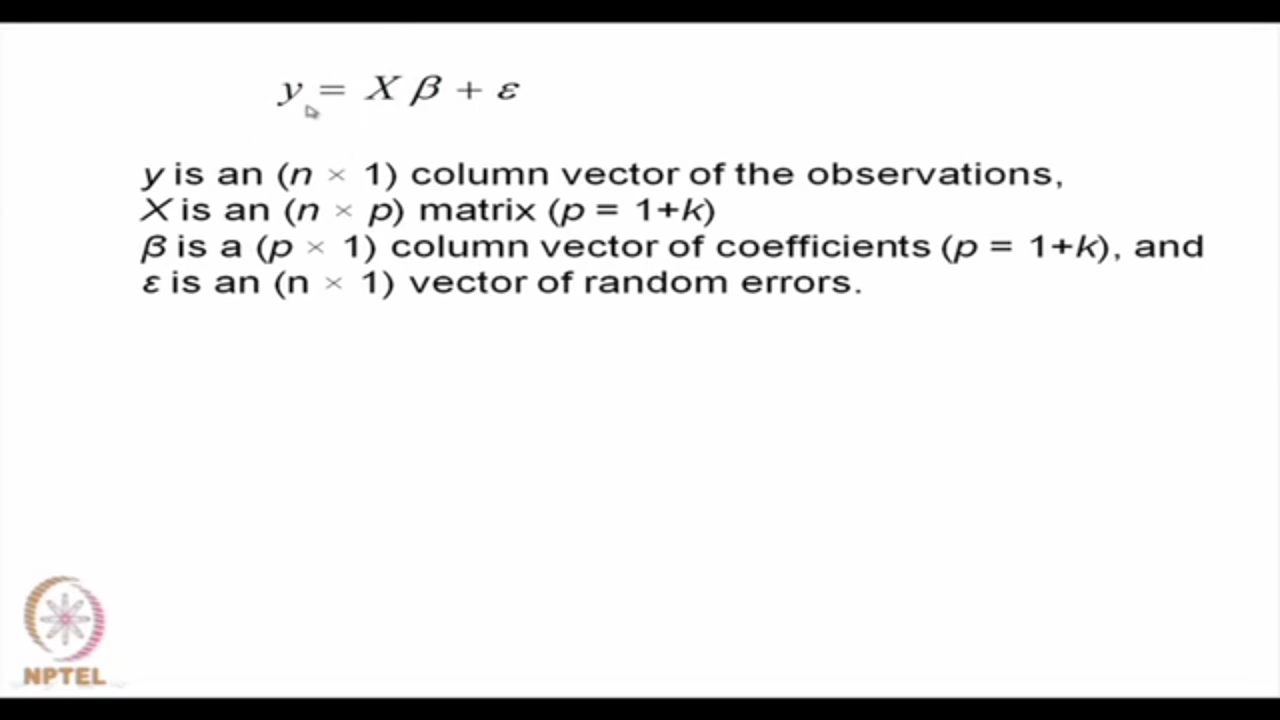 y = X β + ε
y is an (n × 1) column vector of the observations,
X is an (n × p) matrix (p = 1+k)
β is a (p × 1) column vector of coefficients (p = 1+k), and
ε is an (n × 1) vector of random errors.
NPTEL